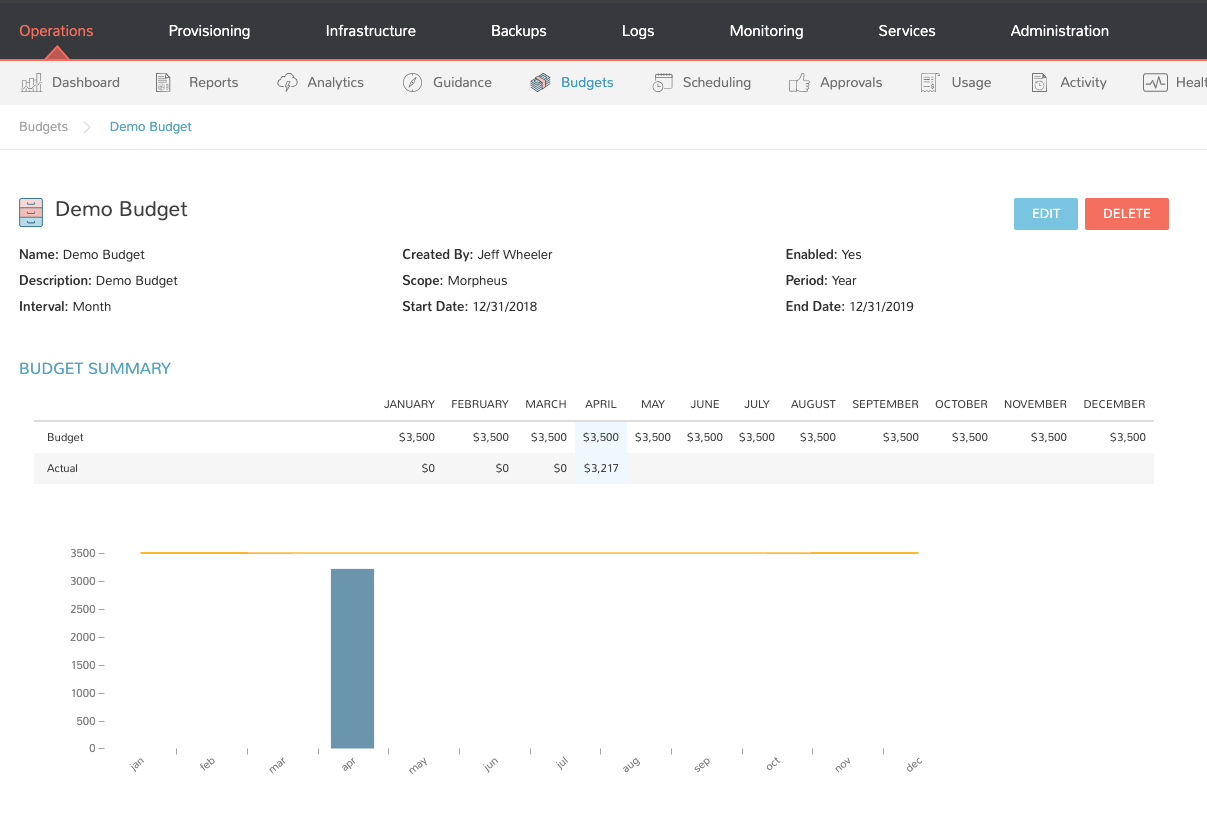 Operations Provisioning Infrastructure Backups Logs Monitoring Services Administration
Dashboard Reports Analytics Guidance Budgets Scheduling Approvals Usage Activity Healt
Budgets Demo Budget
Demo Budget
EDIT DELETE
Name: Demo Budget Created By: Jeff Wheeler Enabled: Yes
Description: Demo Budget Scope: Morpheus Period: Year
Interval: Month Start Date: 12/31/2018 End Date: 12/31/2019
BUDGET SUMMARY
JANUARY FEBRUARY MARCH APRIL MAY JUNE JULY AUGUST SEPTEMBER OCTOBER NOVEMBER DECEMBER
Budget $3,500 $3,500 $3,500 $3,500 $3,500 $3,500 $3,500 $3,500 $3,500 $3,500 $3,500 $3,500
Actual $0 $0 $0 $3,217
3500
3000
2500
2000
1500
1000
500
0
jan feb mar apr may jun jul aug sep oct nov dec